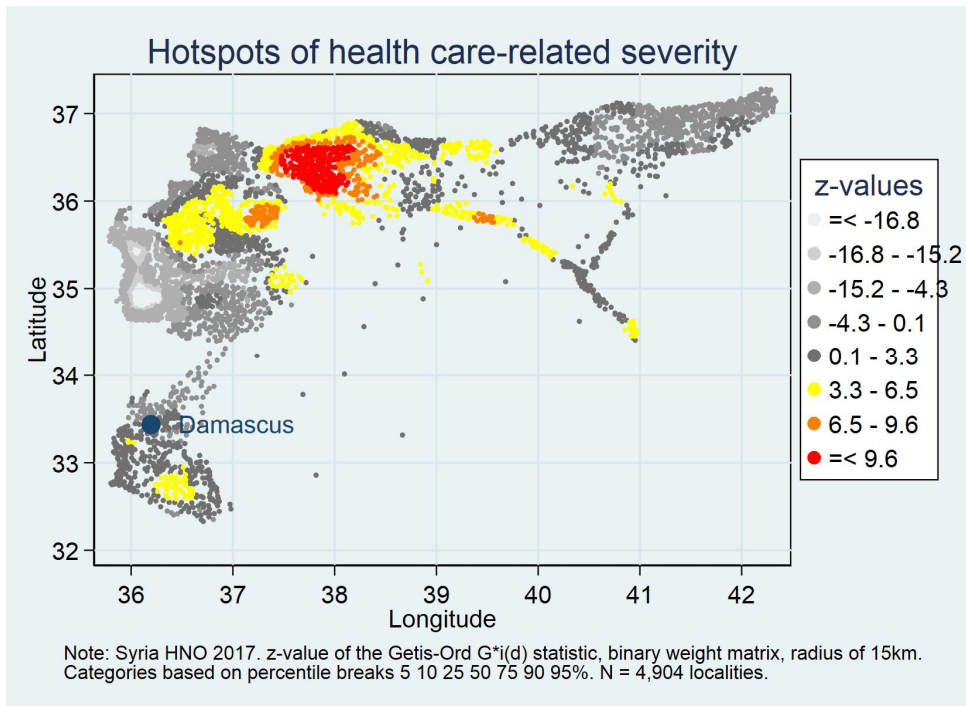 Hotspots of health care-related severity
37
36
35
34
33
32
Latitude
Damascus
36 37 38 39 40 41 42
Longitude
z-values
=< -16.8
-16.8 - -15.2
-15.2 - -4.3
-4.3 - 0.1
0.1 - 3.3
3.3 - 6.5
6.5 - 9.6
=< 9.6
Note: Syria HNO 2017. z-value of the Getis-Ord G*i(d) statistic, binary weight matrix, radius of 15km.
Categories based on percentile breaks 5 10 25 50 75 90 95%. N = 4,904 localities.